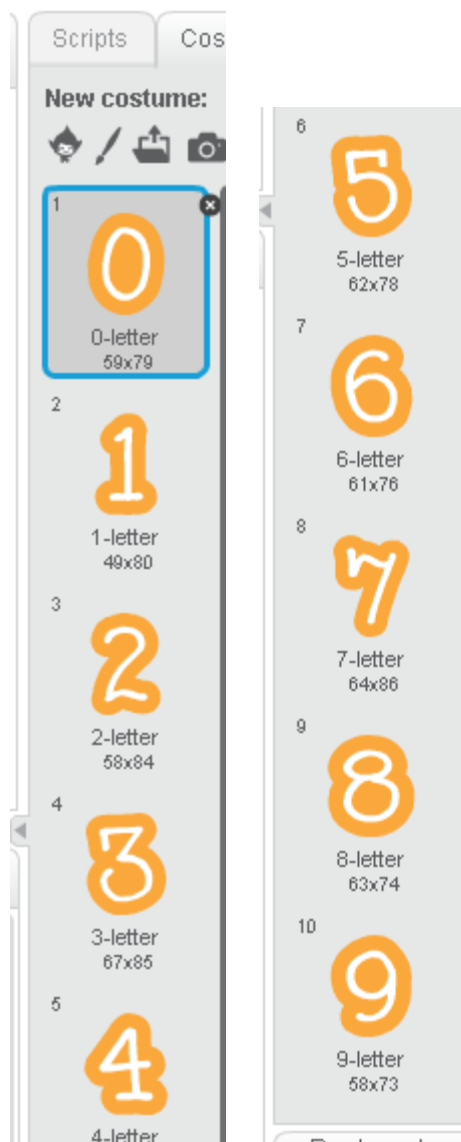 Scripts
Cos
New costume:
1
0
0-letter
59x79
2
1
1-letter
49x80
3
2
2-letter
58x84
4
3
3-letter
67x85
5
4
4-letter
6
5
5-letter
62x78
7
6
6-letter
61x76
8
7
7-letter
64x86
9
8
8-letter
63x74
10
9
9-letter
58x73